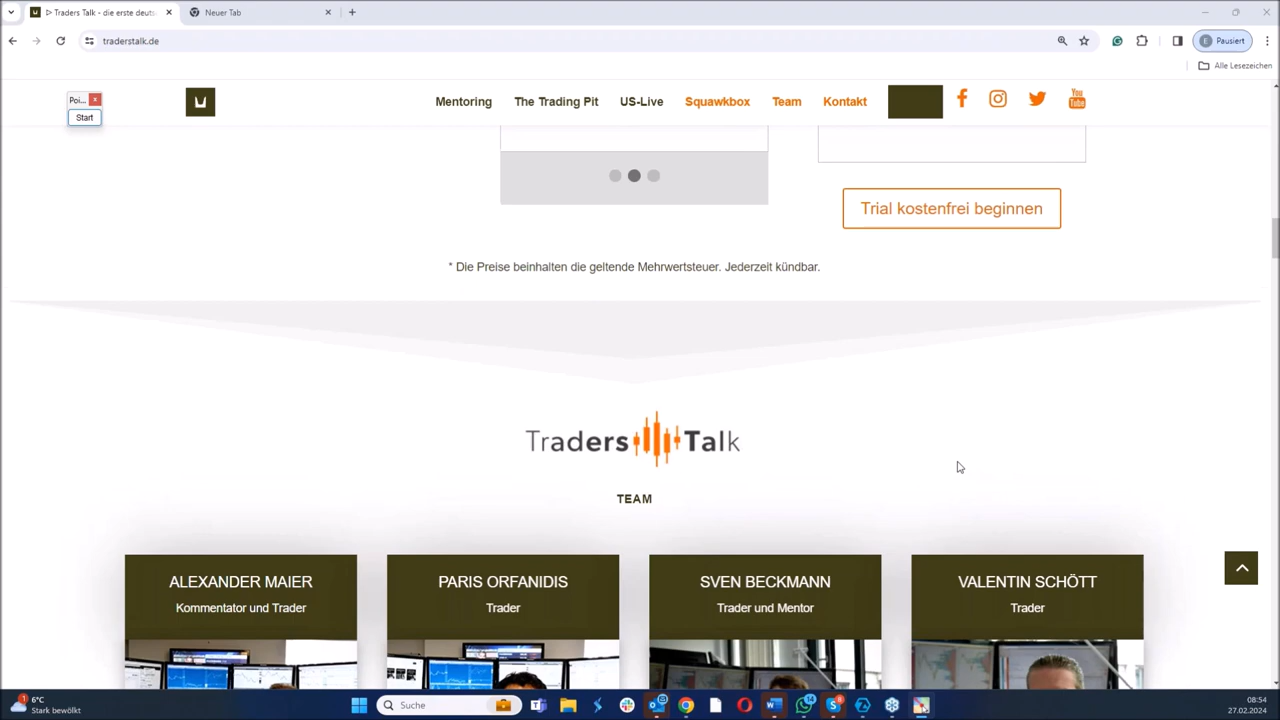 ▷ Traders Talk - die erste deuts
Neuer Tab
traderstalk.de
E Pausiert
Alle Lesezeichen
Poi...
Start
Mentoring The Trading Pit US-Live Squawkbox Team Kontakt
You Tube
Trial kostenfrei beginnen
* Die Preise beinhalten die geltende Mehrwertsteuer. Jederzeit kündbar.
Traders Talk
TEAM
ALEXANDER MAIER
Kommentator und Trader
PARIS ORFANIDIS
Trader
SVEN BECKMANN
Trader und Mentor
VALENTIN SCHÖTT
Trader
1
6°C
Stark bewölkt
Suche
08:54
27.02.2024